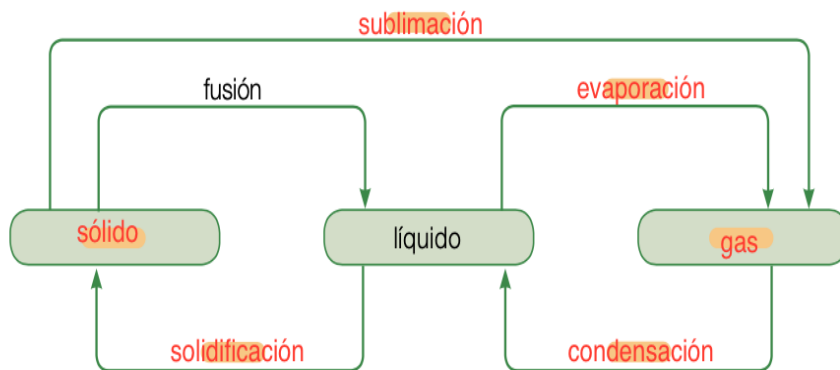 sublimación
fusión
evaporación
sólido
líquido
gas
solidificación
condensación